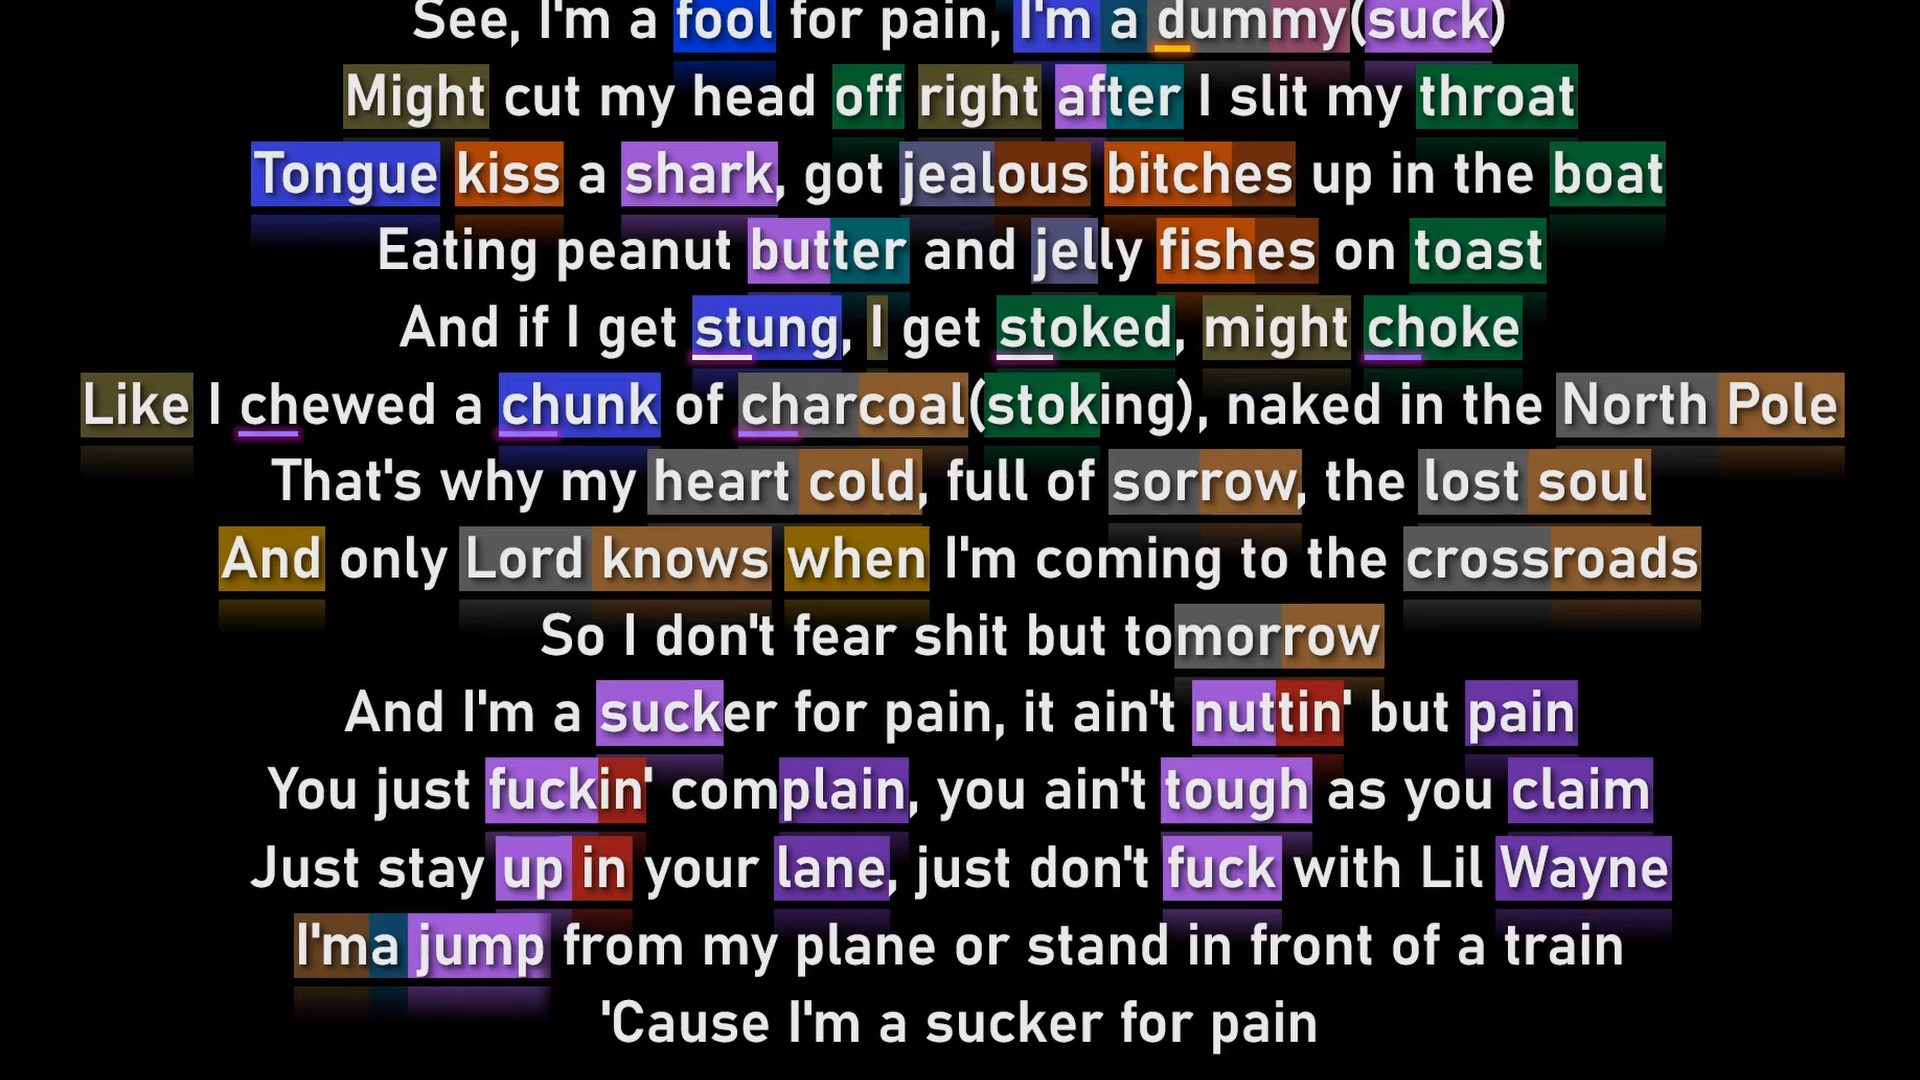 See, I'm a fool for pain, I'm a dummy(suck)
Might cut my head off right after I slit my throat
Tongue kiss a shark, got jealous bitches up in the boat
Eating peanut butter and jelly fishes on toast
And if I get stung, I get stoked, might choke
Like I chewed a chunk of charcoal(stoking), naked in the North Pole
That's why my heart cold, full of sorrow, the lost soul
And only Lord knows when I'm coming to the crossroads
So I don't fear shit but tomorrow
And I'm a sucker for pain, it ain't nuttin' but pain
You just fuckin' complain, you ain't tough as you claim
Just stay up in your lane, just don't fuck with Lil Wayne
I'ma jump from my plane or stand in front of a train
'Cause I'm a sucker for pain